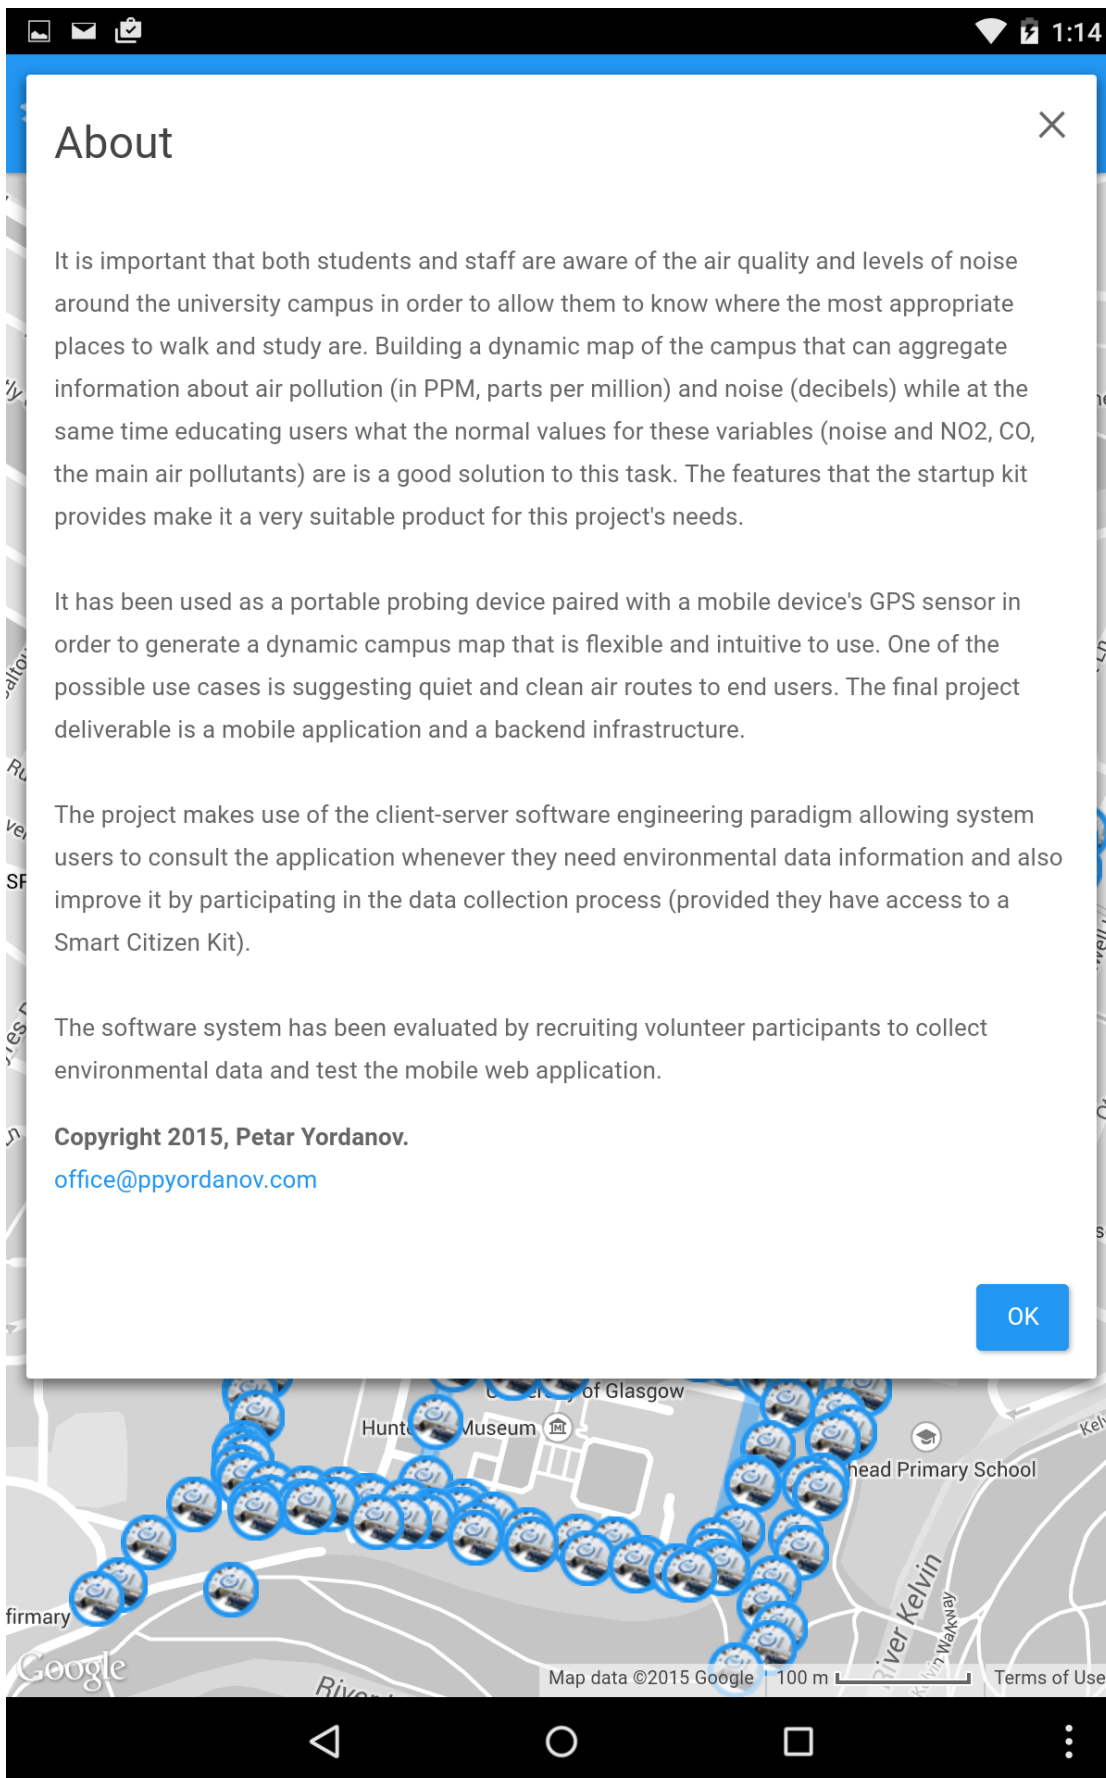 1:14
About
It is important that both students and staff are aware of the air quality and levels of noise
around the university campus in order to allow them to know where the most appropriate
places to walk and study are. Building a dynamic map of the campus that can aggregate
information about air pollution (in PPM, parts per million) and noise (decibels) while at the
same time educating users what the normal values for these variables (noise and NO2, CO,
the main air pollutants) are is a good solution to this task. The features that the startup kit
provides make it a very suitable product for this project's needs.
It has been used as a portable probing device paired with a mobile device's GPS sensor in
order to generate a dynamic campus map that is flexible and intuitive to use. One of the
possible use cases is suggesting quiet and clean air routes to end users. The final project
deliverable is a mobile application and a backend infrastructure.
The project makes use of the client-server software engineering paradigm allowing system
users to consult the application whenever they need environmental data information and also
improve it by participating in the data collection process (provided they have access to a
Smart Citizen Kit).
The software system has been evaluated by recruiting volunteer participants to collect
environmental data and test the mobile web application.
Copyright 2015, Petar Yordanov.
office@ppyordanov.com
OK
of Glasgow
Museum
head Primary School
River Kelvin
Walkway
firmary
Google
Map data ©2015 Google
100 m
Terms of Use